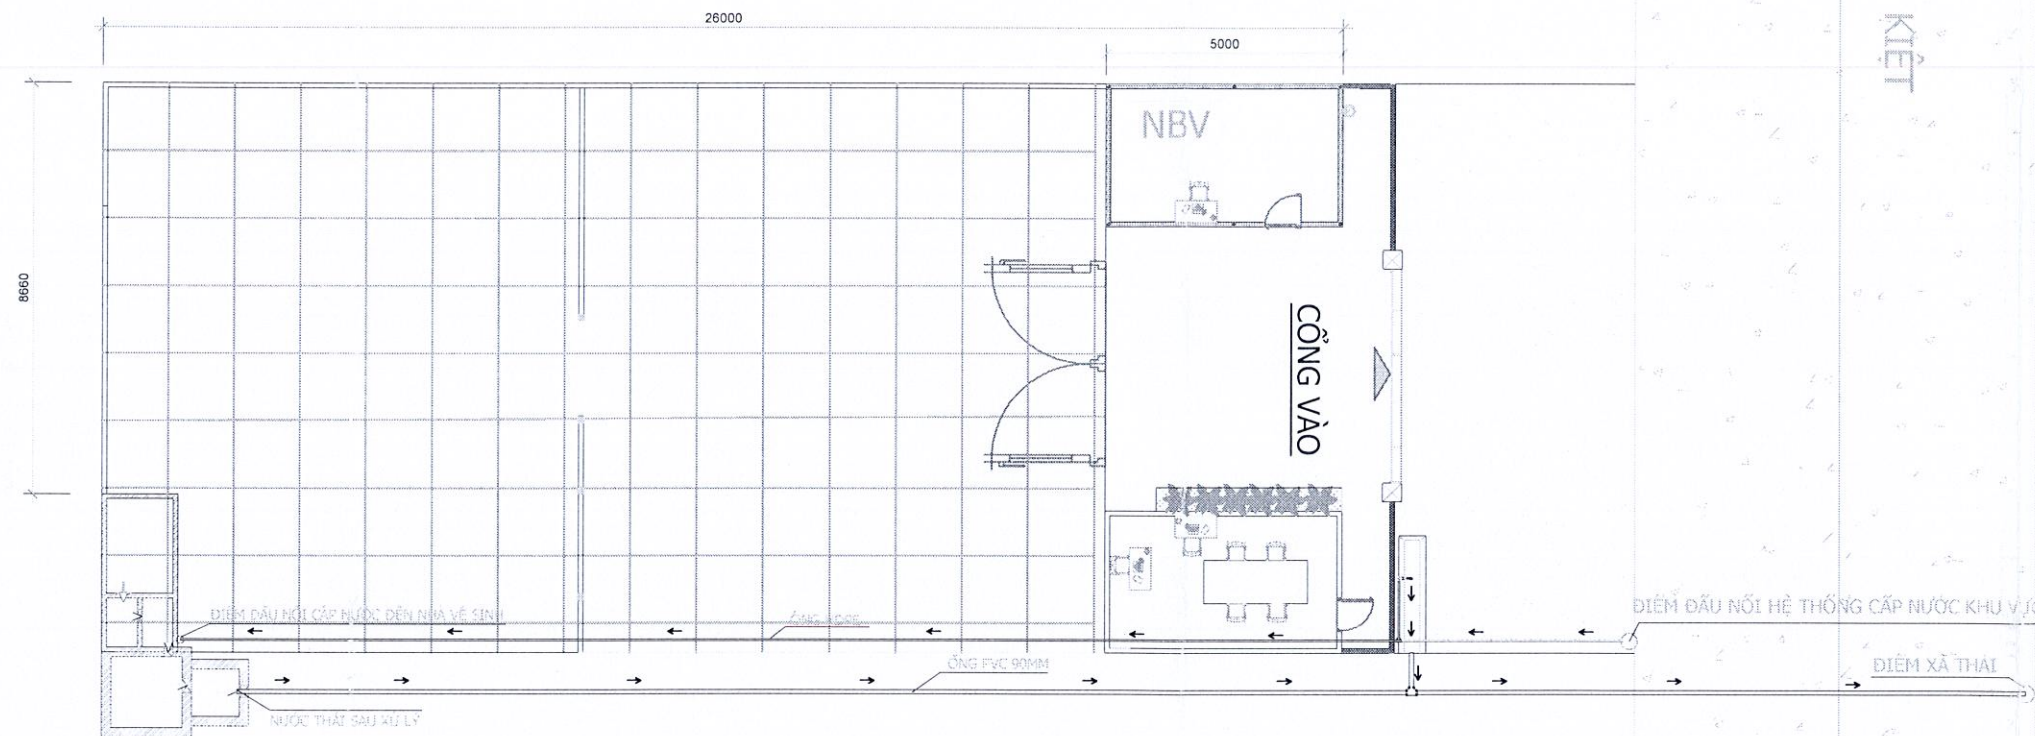 26000
5000
KIỆT
NBV
8660
CỔNG VÀO
ĐIỂM ĐẤU NỐI CẤP NƯỚC ĐẾN NHÀ VỆ SINH
ĐIỂM ĐẤU NỐI HỆ THỐNG CẤP NƯỚC KHU
ỐNG PVC 90MM
ĐIỂM XẢ THẢI
NƯỚC THẢI SAU XỬ LÝ